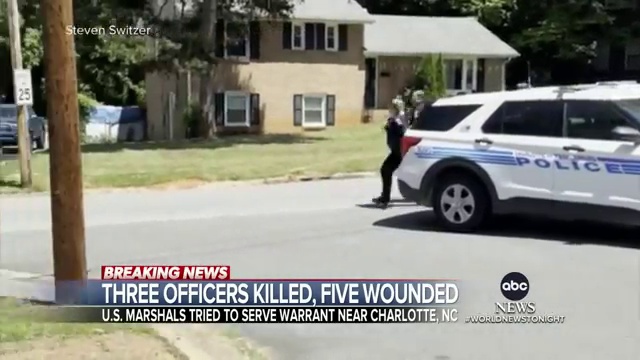 Steven Switzer
25
POLICE
BREAKING NEWS
THREE OFFICERS KILLED, FIVE WOUNDED
U.S. MARSHALS TRIED TO SERVE WARRANT NEAR CHARLOTTE, NC
abc
NEWS
#WORLDNEWSTONIGHT